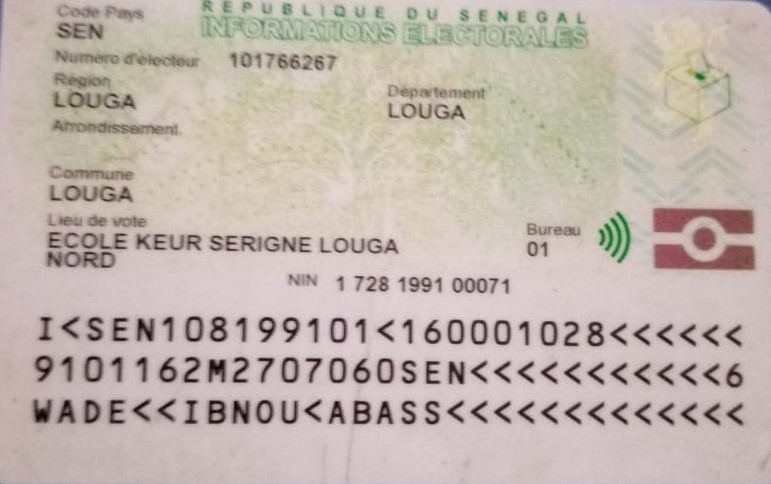 Code Pays
REPUBLIQUE DU SENEGAL
SEN
INFORMATIONS ELECTORALES
Numéro d'électeur 101766267
Région
LOUGA
Département
LOUGA
Arrondissement
Commune
LOUGA
Lieu de vote
ECOLE KEUR SERIGNE LOUGA
NORD
Bureau
01
NIN 1 728 1991 00071
I<SEN108199101<160001028<<<<<<
9101162M2707060SEN<<<<<<<<<<<6
WADE<<IBNOU<ABASS<<<<<<<<<<<<<